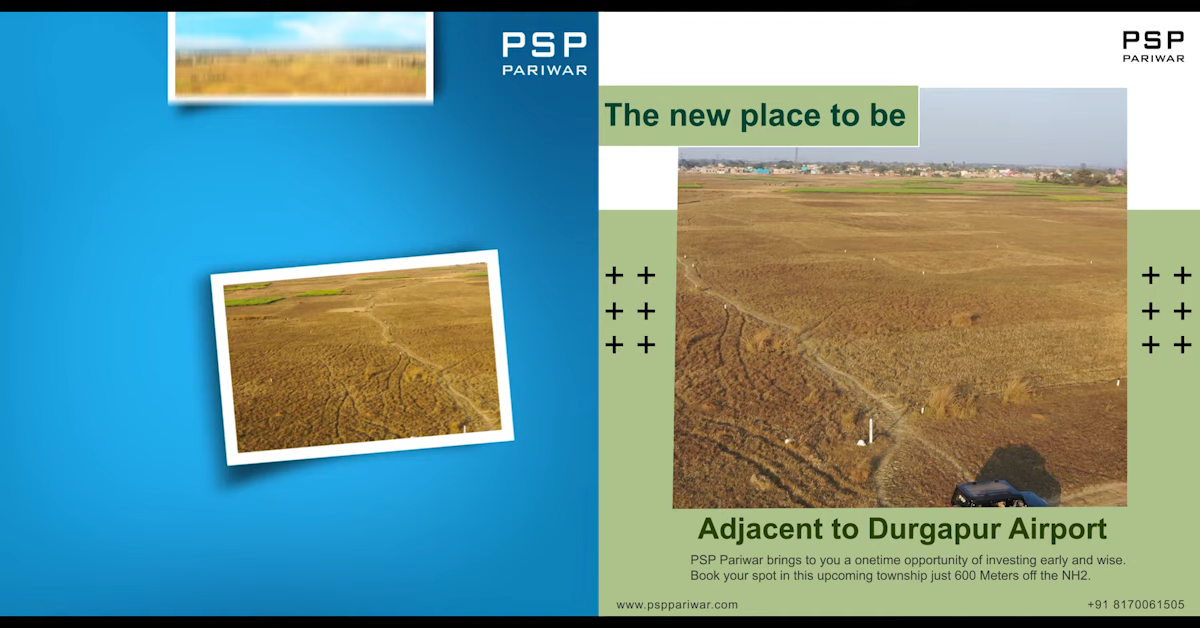 PSP
PARIWAR
PSP
PARIWAR
The new place to be
Adjacent to Durgapur Airport
PSP Pariwar brings to you a onetime opportunity of investing early and wise.
Book your spot in this upcoming township just 600 Meters off the NH2.
www.psppariwar.com
+91 8170061505